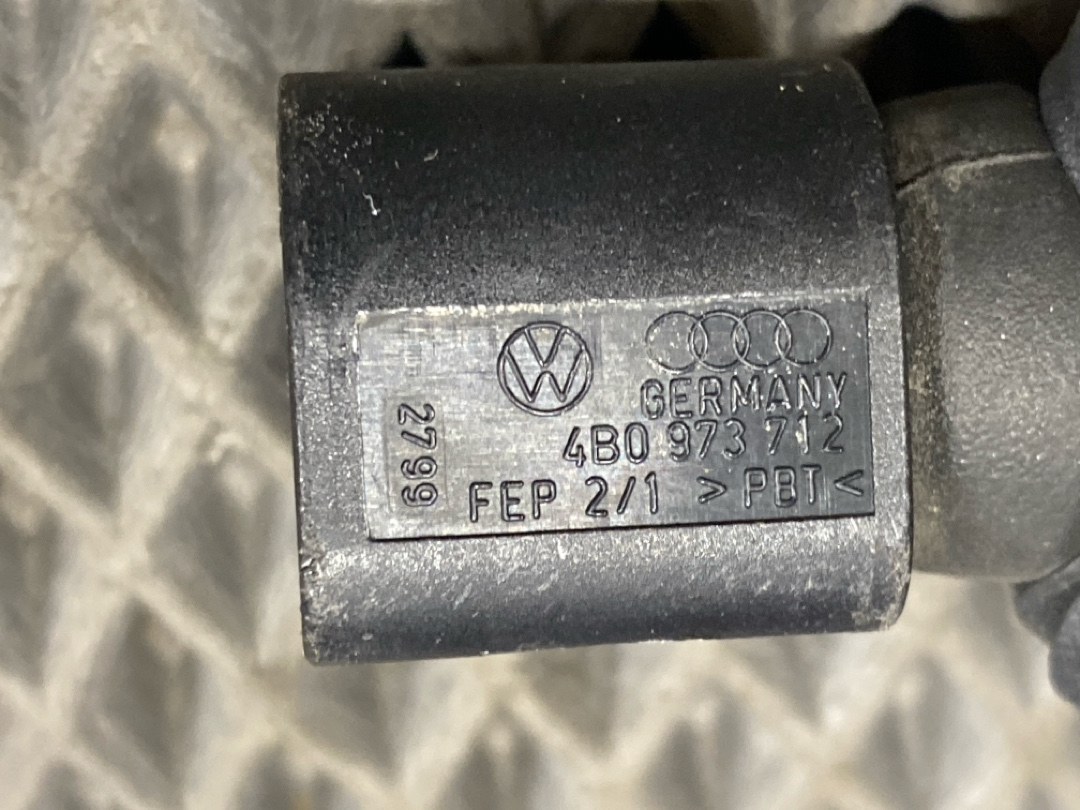 GERMANY
4B0 973 712
FEP 2/1 >PBT<
2799